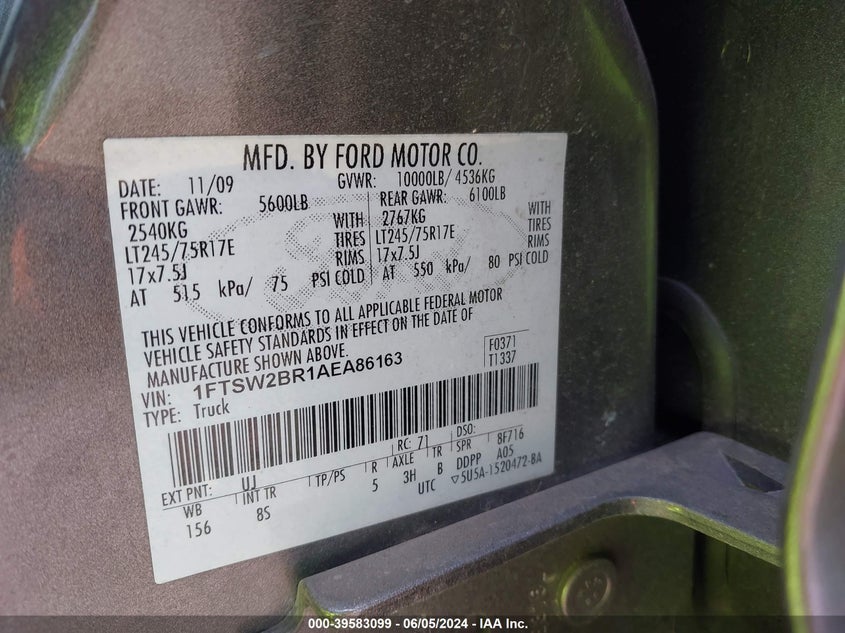 MFD. BY FORD MOTOR CO.
DATE: 11/09 GVWR: 10000LB/ 4536KG
FRONT GAWR: 5600LB REAR GAWR: 6100LB
2540KG WITH 2767KG WITH
LT245/75R17E TIRES LT245/75R17E TIRES
17x7.5J RIMS 17x7.5J RIMS
AT 515 kPa/ 75 PSI COLD AT 550 kPa/ 80 PSI COLD
THIS VEHICLE CONFORMS TO ALL APPLICABLE FEDERAL MOTOR
VEHICLE SAFETY STANDARDS IN EFFECT ON THE DATE OF
MANUFACTURE SHOWN ABOVE.
VIN: 1FTSW2BR1AEA86163
TYPE: Truck
F0371
T1337
EXT PNT: UJ RC: 71 DSO:
WB INT TR TP/PS R AXLE TR SPR 8F716
156 8S 5 3H B DDPP A05
UTC ▽5U5A-1520472-BA
000-39583099 - 06/05/2024 - IAA Inc.